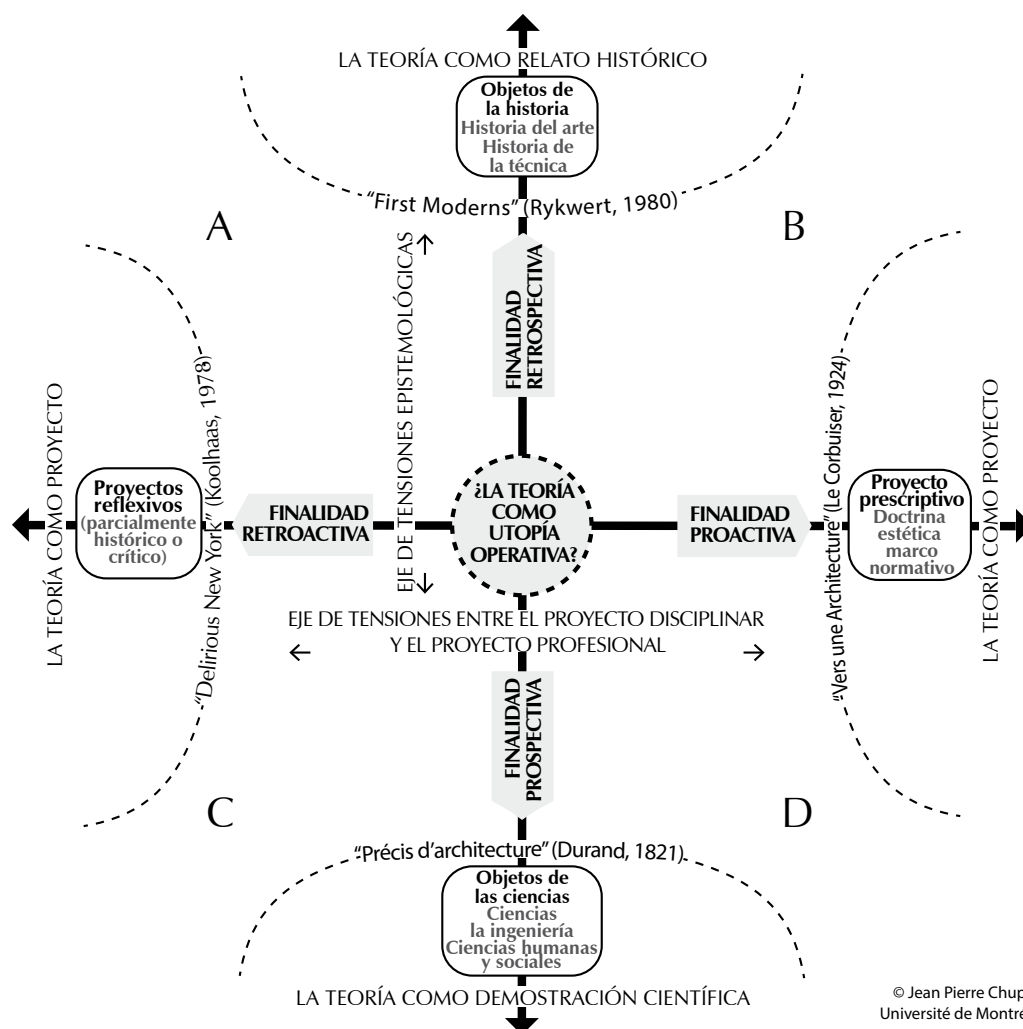 LA TEORÍA COMO RELATO HISTÓRICO
Objetos de
la historia
Historia del arte
Historia de
la técnica
"First Moderns" (Rykwert, 1980)
A
B
EJE DE TENSIONES EPISTEMOLÓGICAS
FINALIDAD
RETROSPECTIVA
LA TEORÍA COMO PROYECTO
Proyectos
reflexivos
(parcialmente
histórico o
crítico)
"Delirious New York" (Koolhaas, 1978)
FINALIDAD
RETROACTIVA
¿LA TEORÍA
COMO
UTOPÍA
OPERATIVA?
FINALIDAD
PROACTIVA
"Vers une Architecture" (Le Corbuiser, 1924)
Proyecto
prescriptivo
Doctrina
estética
marco
normativo
LA TEORÍA COMO PROYECTO
EJE DE TENSIONES ENTRE EL PROYECTO DISCIPLINAR
Y EL PROYECTO PROFESIONAL
FINALIDAD
PROSPECTIVA
C
D
"Précis d'architecture" (Durand, 1821)
Objetos de
las ciencias
Ciencias
la ingeniería
Ciencias humanas
y sociales
LA TEORÍA COMO DEMOSTRACIÓN CIENTÍFICA
© Jean Pierre Chup
Université de Montre